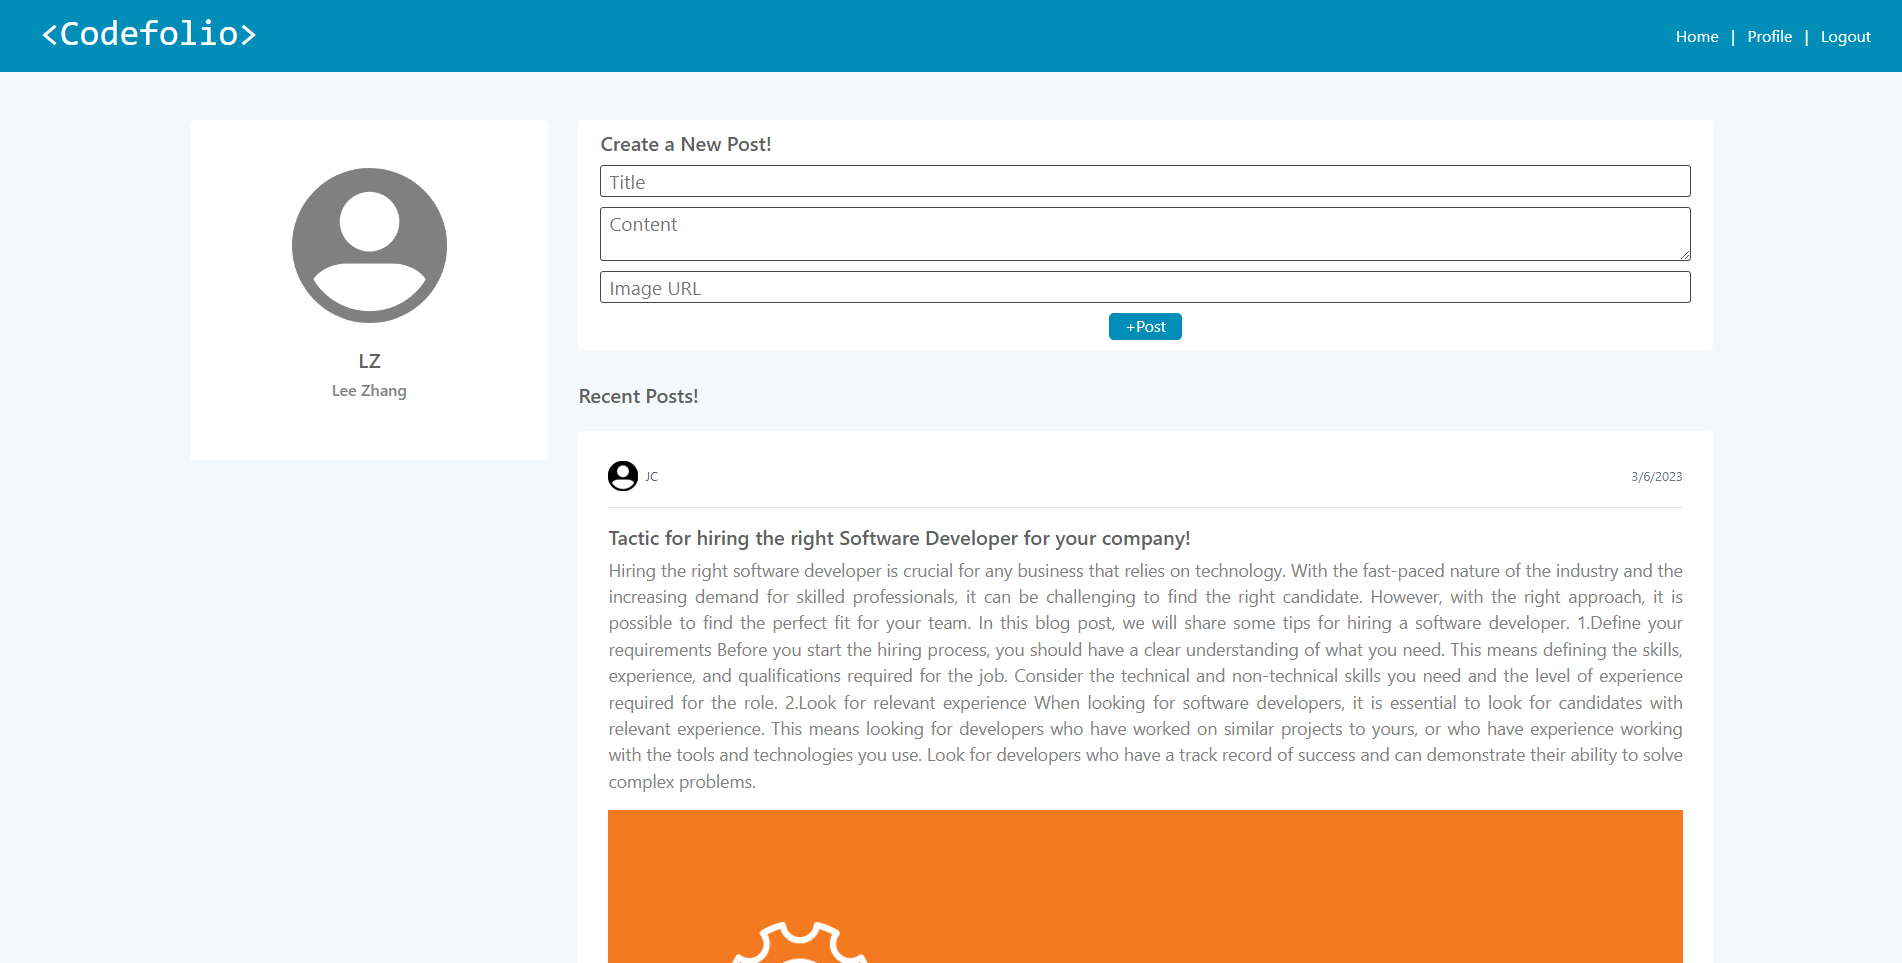 <Codefolio>
Home | Profile | Logout
LZ
Lee Zhang
Create a New Post!
Title
Content
Image URL
+Post
Recent Posts!
JC
3/6/2023
Tactic for hiring the right Software Developer for your company!
Hiring the right software developer is crucial for any business that relies on technology. With the fast-paced nature of the industry and the
increasing demand for skilled professionals, it can be challenging to find the right candidate. However, with the right approach, it is
possible to find the perfect fit for your team. In this blog post, we will share some tips for hiring a software developer. 1.Define your
requirements Before you start the hiring process, you should have a clear understanding of what you need. This means defining the skills,
experience, and qualifications required for the job. Consider the technical and non-technical skills you need and the level of experience
required for the role. 2.Look for relevant experience When looking for software developers, it is essential to look for candidates with
relevant experience. This means looking for developers who have worked on similar projects to yours, or who have experience working
with the tools and technologies you use. Look for developers who have a track record of success and can demonstrate their ability to solve
complex problems.